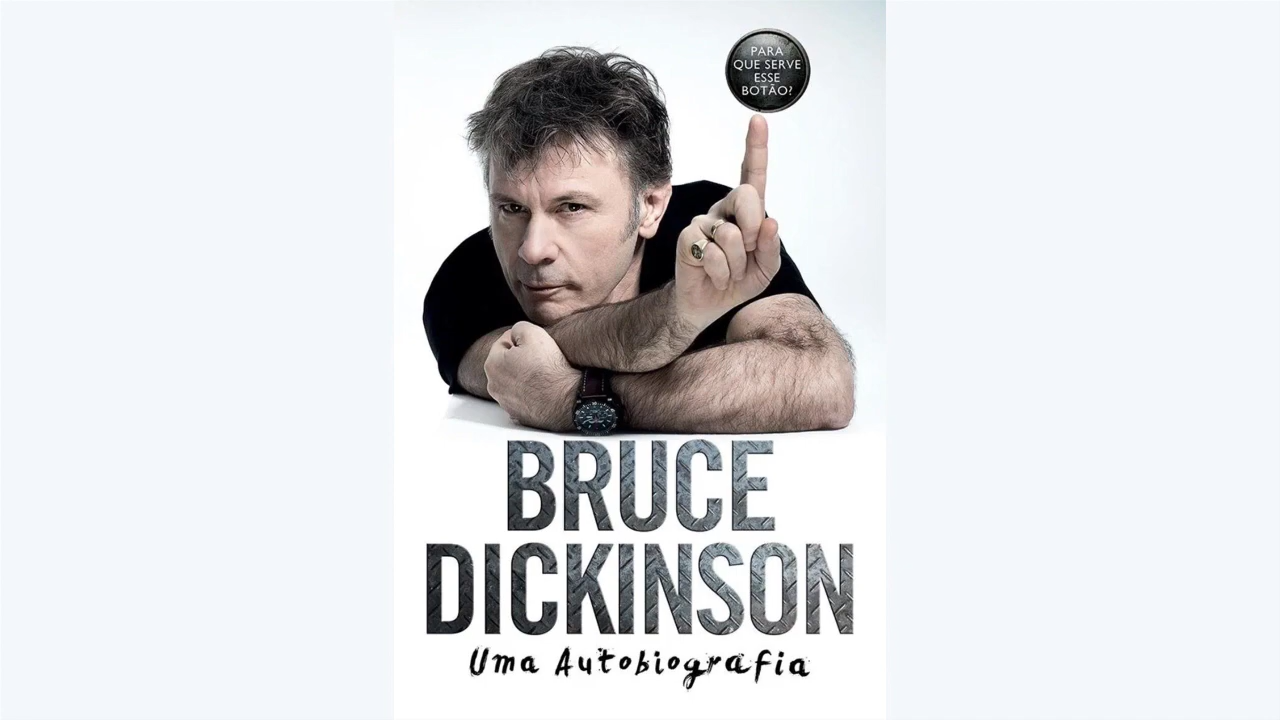 PARA
QUE SERVE
ESSE
BOTÃO?
BRUCE
DICKINSON
Uma Autobiografia